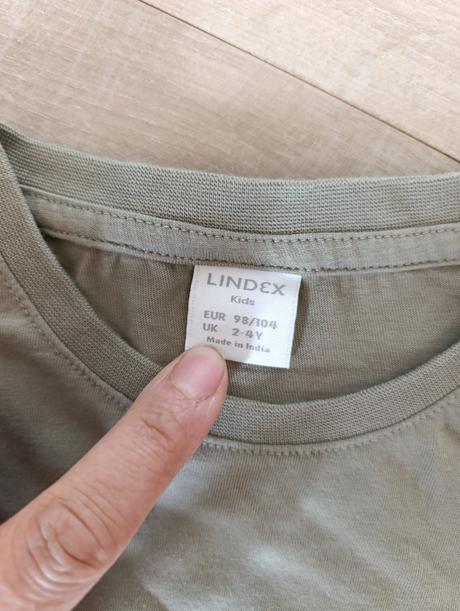 LINDEX
Kids
EUR 98/104
UK 2-4Y
Made in India